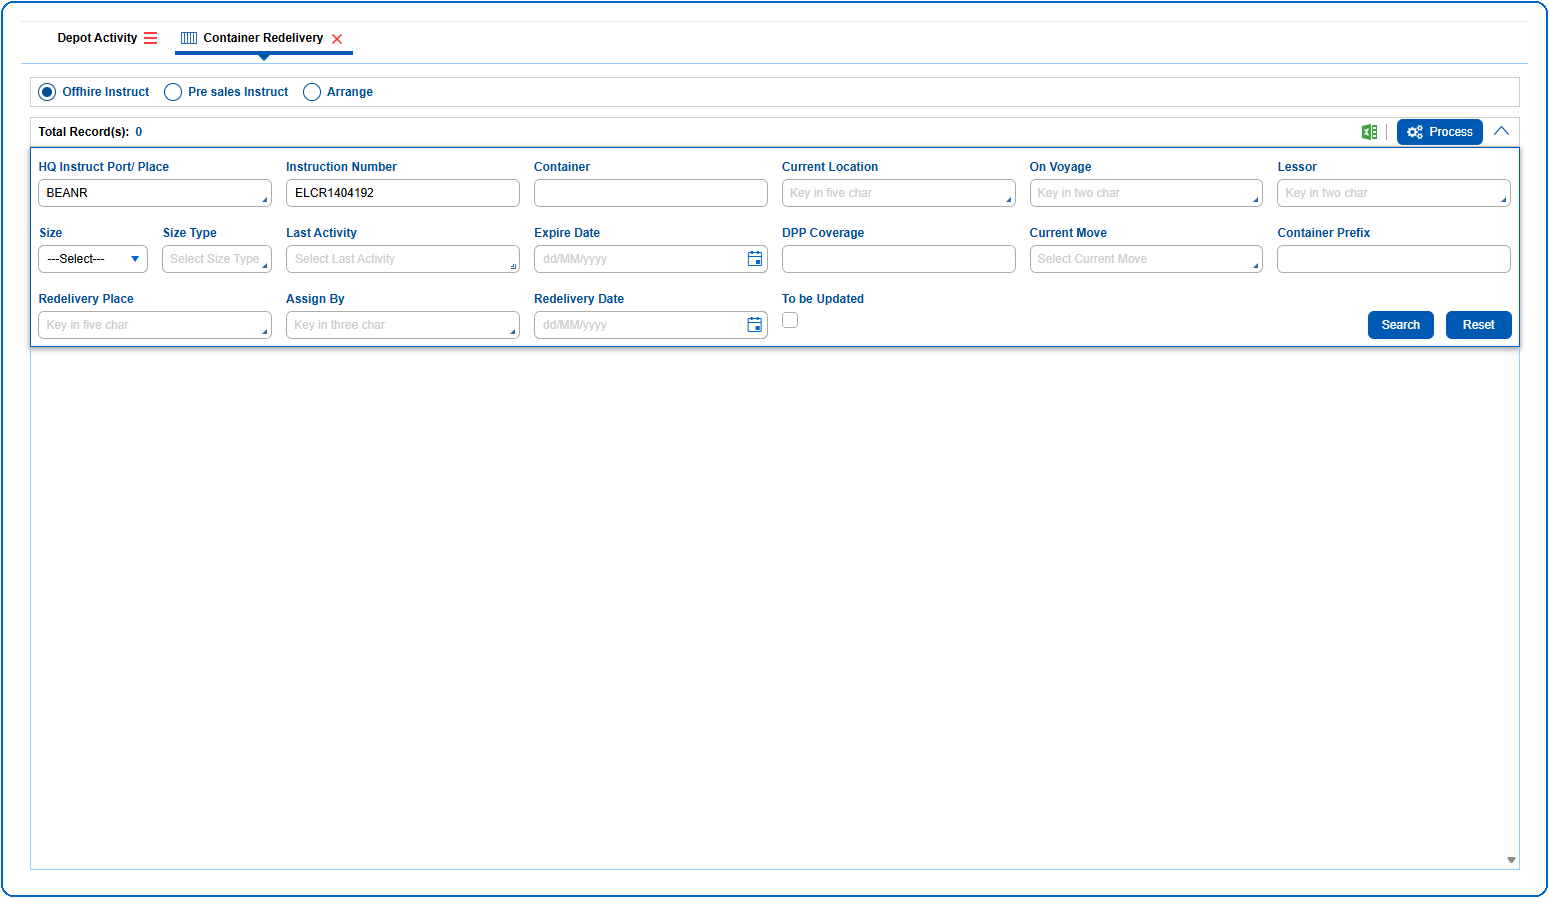 Depot Activity Container Redelivery
Offhire Instruct Pre sales Instruct Arrange
Total Record(s): 0 Process
HQ Instruct Port/ Place Instruction Number Container Current Location On Voyage Lessor
BEANR ELCR1404192 Key in five char Key in two char Key in two char
Size Size Type Last Activity Expire Date DPP Coverage Current Move Container Prefix
---Select--- Select Size Type Select Last Activity dd/MM/yyyy Select Current Move
Redelivery Place Assign By Redelivery Date To be Updated
Key in five char Key in three char dd/MM/yyyy Search Reset